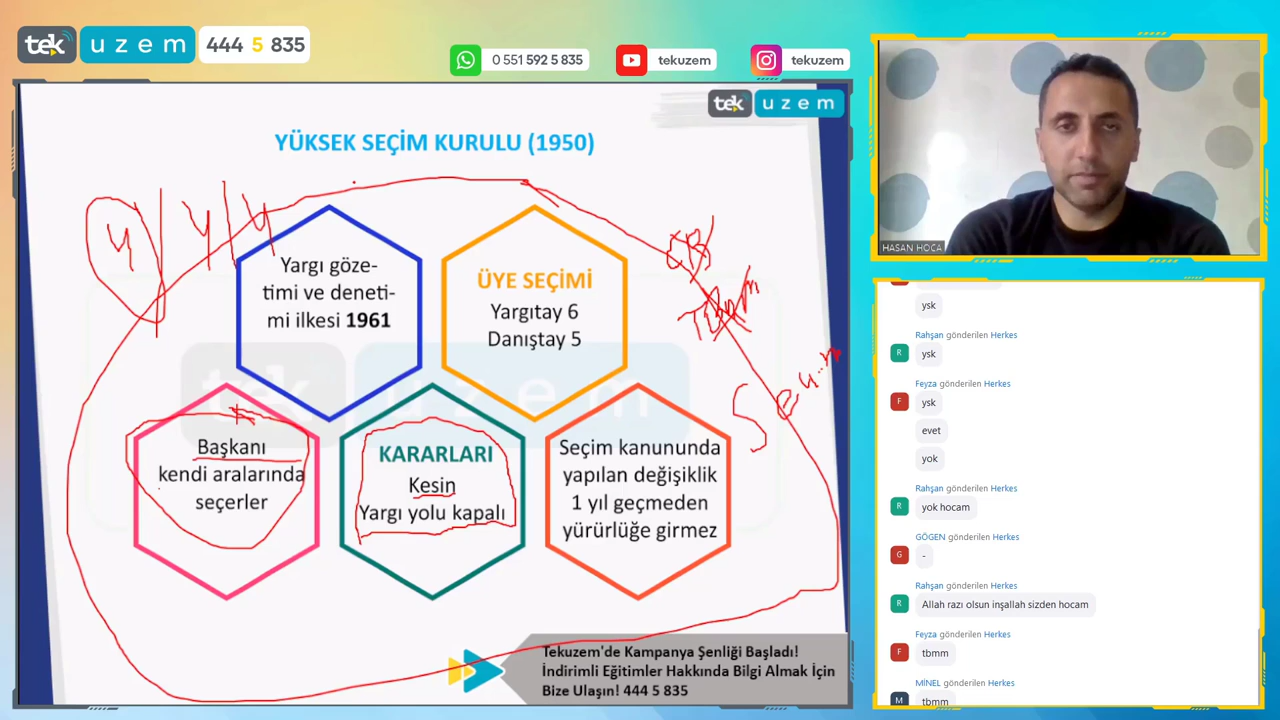 tek uzem 444 5 835
0 551 592 5 835
tekuzem
tekuzem
tek uzem
YÜKSEK SEÇİM KURULU (1950)
Y / Y / Y
Yargı göze-
timi ve deneti-
mi ilkesi 1961
ÜYE SEÇİMİ
Yargıtay 6
Danıştay 5
CB
TBMM
Başkanı
kendi aralarında
seçerler
KARARLARI
Kesin
Yargı yolu kapalı
Seçim kanununda
yapılan değişiklik
1 yıl geçmeden
yürürlüğe girmez
tek uzem
Tekuzem'de Kampanya Şenliği Başladı!
İndirimli Eğitimler Hakkında Bilgi Almak İçin
Bize Ulaşın! 444 5 835
HASAN HOCA
ysk
Rahşan gönderilen Herkes
R
ysk
Feyza gönderilen Herkes
F
ysk
evet
yok
Rahşan gönderilen Herkes
R
yok hocam
GÖGEN gönderilen Herkes
G
-
Rahşan gönderilen Herkes
R
Allah razı olsun inşallah sizden hocam
Feyza gönderilen Herkes
F
tbmm
MİNEL gönderilen Herkes
M
tbmm